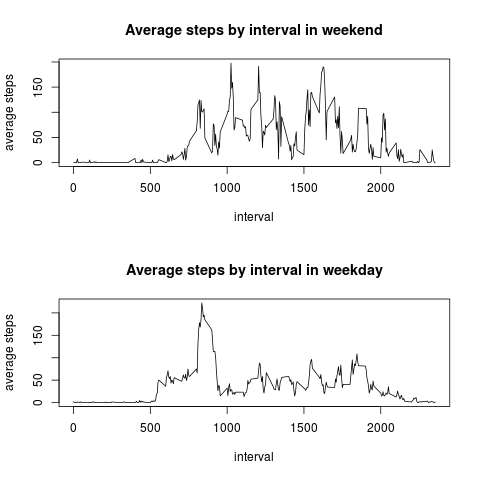 Average steps by interval in weekend
average steps
150
50
0
0 500 1000 1500 2000
interval
Average steps by interval in weekday
average steps
150
50
0
0 500 1000 1500 2000
interval